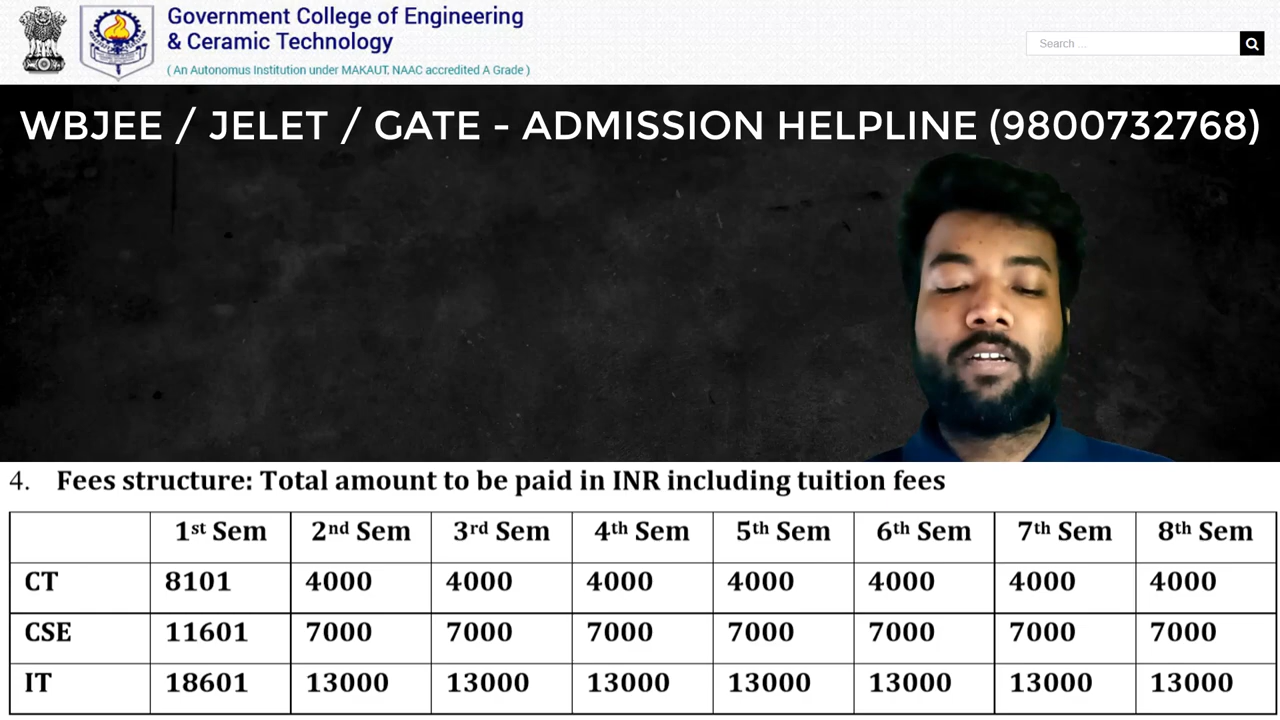 Government College of Engineering
& Ceramic Technology
( An Autonomus Institution under MAKAUT, NAAC accredited A Grade )
Search ...
WBJEE / JELET / GATE - ADMISSION HELPLINE (9800732768)
4. Fees structure: Total amount to be paid in INR including tuition fees
1st Sem 2nd Sem 3rd Sem 4th Sem 5th Sem 6th Sem 7th Sem 8th Sem
CT 8101 4000 4000 4000 4000 4000 4000 4000
CSE 11601 7000 7000 7000 7000 7000 7000 7000
IT 18601 13000 13000 13000 13000 13000 13000 13000